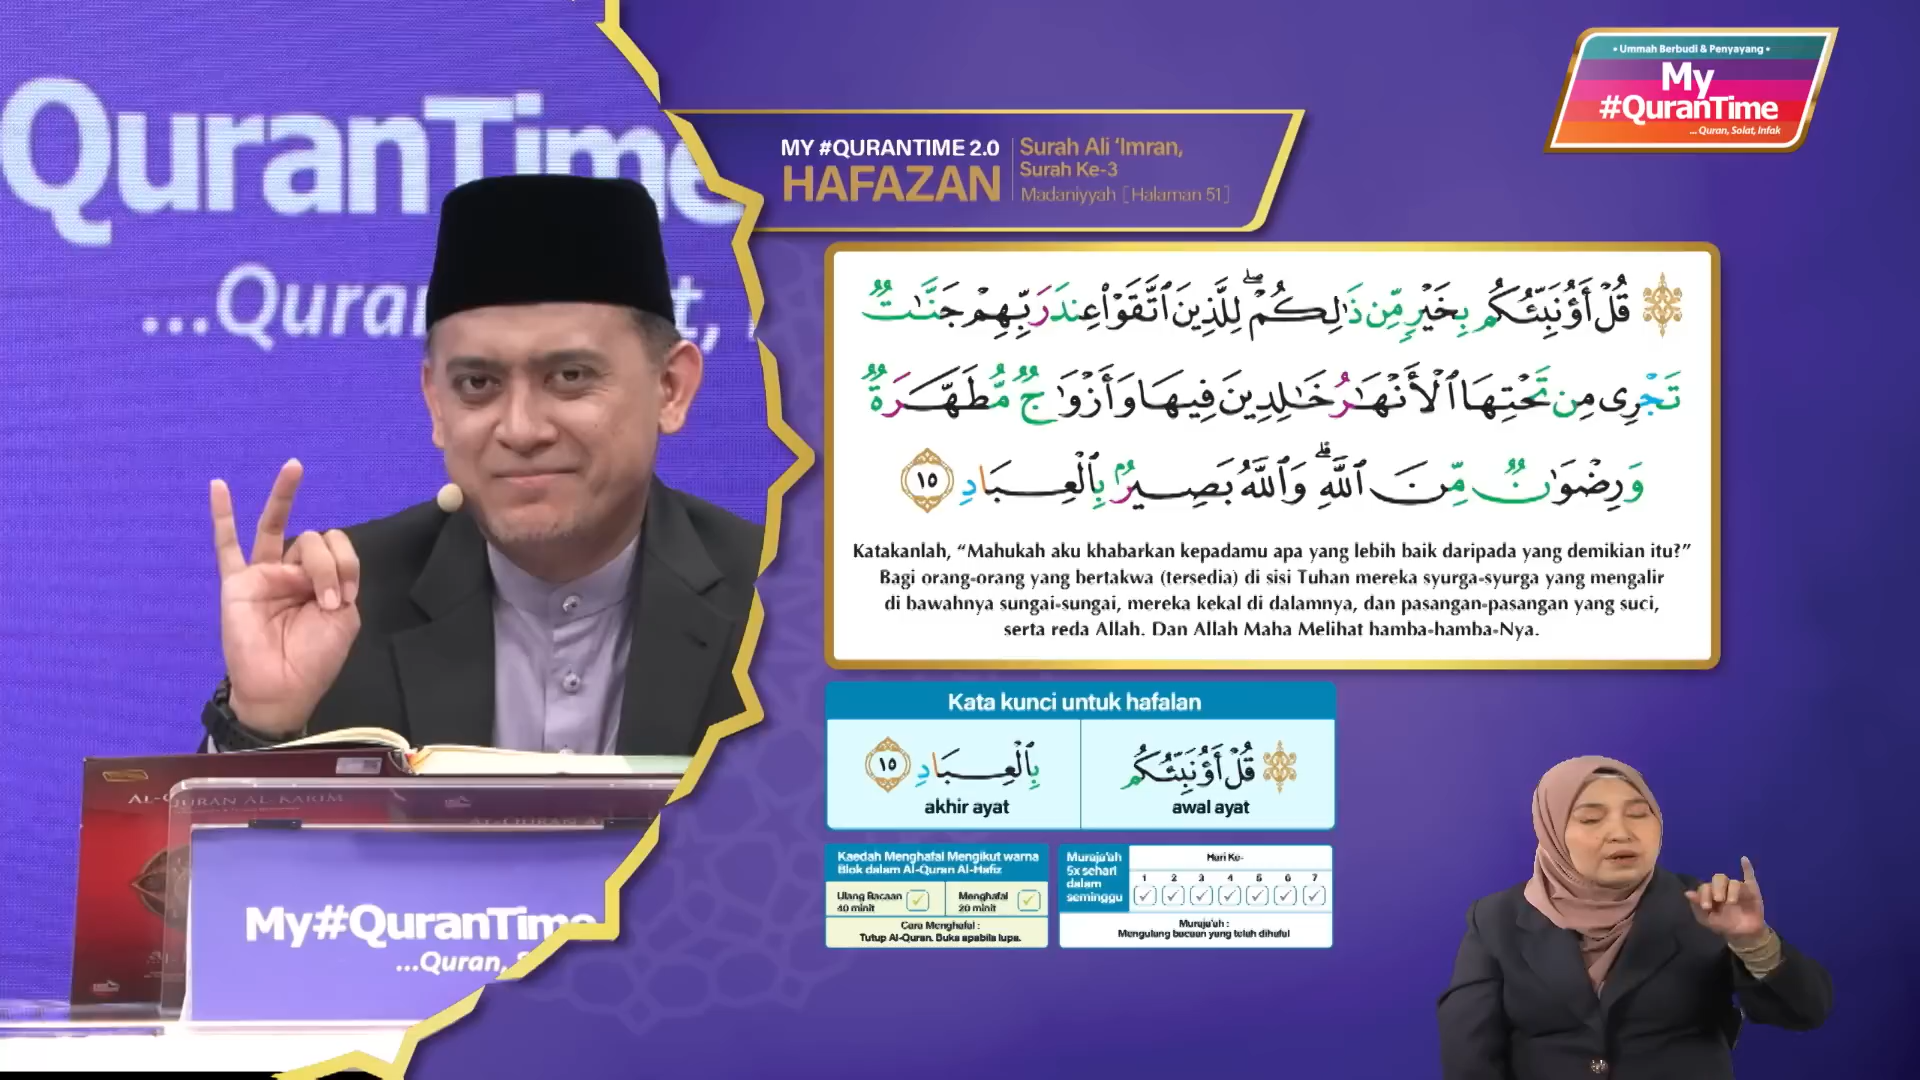 QuranTime
...Quran
• Ummah Berbudi & Penyayang •
My
#QuranTime
... Quran, Solat, Infak
MY #QURANTIME 2.0
HAFAZAN
Surah Ali ‘Imran,
Surah Ke-3
Madaniyyah [Halaman 51]
۞ قُلْ أَؤُنَبِّئُكُم بِخَيْرٍ مِّن ذَٰلِكُمْ ۖ لِلَّذِينَ ٱتَّقَوْا۟ عِندَ رَبِّهِمْ جَنَّـٰتٌ
تَجْرِى مِن تَحْتِهَا ٱلْأَنْهَـٰرُ خَـٰلِدِينَ فِيهَا وَأَزْوَٰجٌ مُّطَهَّرَةٌ
وَرِضْوَٰنٌ مِّنَ ٱللَّهِ ۗ وَٱللَّهُ بَصِيرٌۢ بِٱلْعِبَادِ ١٥
Katakanlah, “Mahukah aku khabarkan kepadamu apa yang lebih baik daripada yang demikian itu?”
Bagi orang-orang yang bertakwa (tersedia) di sisi Tuhan mereka syurga-syurga yang mengalir
di bawahnya sungai-sungai, mereka kekal di dalamnya, dan pasangan-pasangan yang suci,
serta reda Allah. Dan Allah Maha Melihat hamba-hamba-Nya.
Kata kunci untuk hafalan
۞ قُلْ أَؤُنَبِّئُكُم
awal ayat
بِٱلْعِبَادِ ١٥
akhir ayat
Kaedah Menghafal Mengikut warna
Blok dalam Al-Quran Al-Hafiz
Ulang Bacaan
40 minit
Menghafal
20 minit
Cara Menghafal :
Tutup Al-Quran. Buka apabila lupa.
Muraja'ah
5x sehari
dalam
seminggu
Hari Ke-
1 2 3 4 5 6 7
Muraja'ah :
Mengulang bacaan yang telah dihafal
AL-QURAN AL-KARIM
My#QuranTime
...Quran,